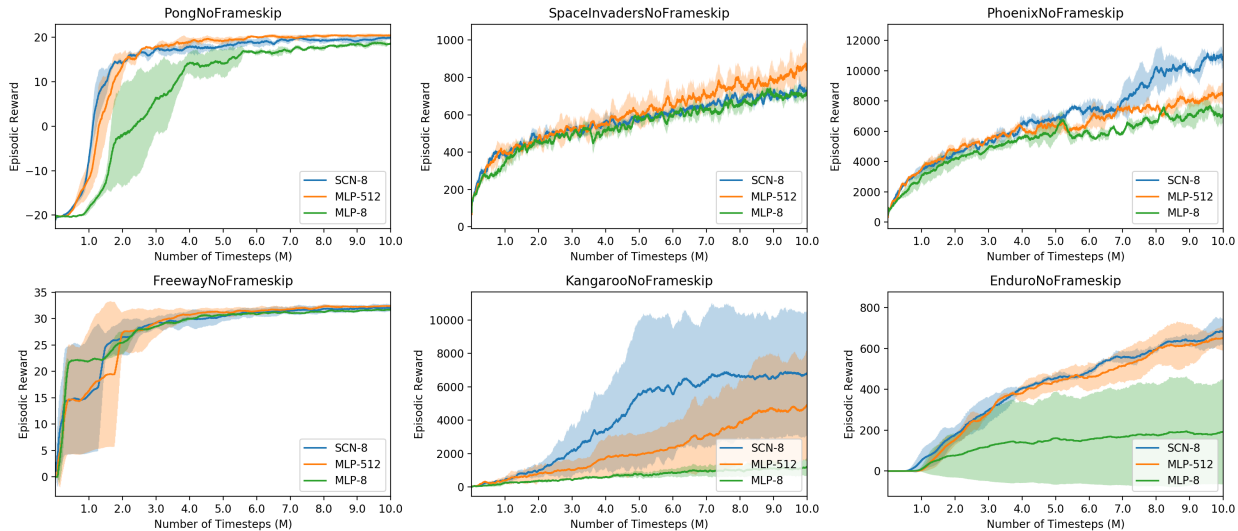 PongNoFrameskip
20
10
0
−10
−20
Episodic Reward
SCN-8
MLP-512
MLP-8
1.0 2.0 3.0 4.0 5.0 6.0 7.0 8.0 9.0 10.0
Number of Timesteps (M)
SpaceInvadersNoFrameskip
1000
800
600
400
200
0
Episodic Reward
SCN-8
MLP-512
MLP-8
1.0 2.0 3.0 4.0 5.0 6.0 7.0 8.0 9.0 10.0
Number of Timesteps (M)
PhoenixNoFrameskip
12000
10000
8000
6000
4000
2000
0
Episodic Reward
SCN-8
MLP-512
MLP-8
1.0 2.0 3.0 4.0 5.0 6.0 7.0 8.0 9.0 10.0
Number of Timesteps (M)
FreewayNoFrameskip
35
30
25
20
15
10
5
0
Episodic Reward
SCN-8
MLP-512
MLP-8
1.0 2.0 3.0 4.0 5.0 6.0 7.0 8.0 9.0 10.0
Number of Timesteps (M)
KangarooNoFrameskip
10000
8000
6000
4000
2000
0
Episodic Reward
SCN-8
MLP-512
MLP-8
1.0 2.0 3.0 4.0 5.0 6.0 7.0 8.0 9.0 10.0
Number of Timesteps (M)
EnduroNoFrameskip
800
600
400
200
0
Episodic Reward
SCN-8
MLP-512
MLP-8
1.0 2.0 3.0 4.0 5.0 6.0 7.0 8.0 9.0 10.0
Number of Timesteps (M)